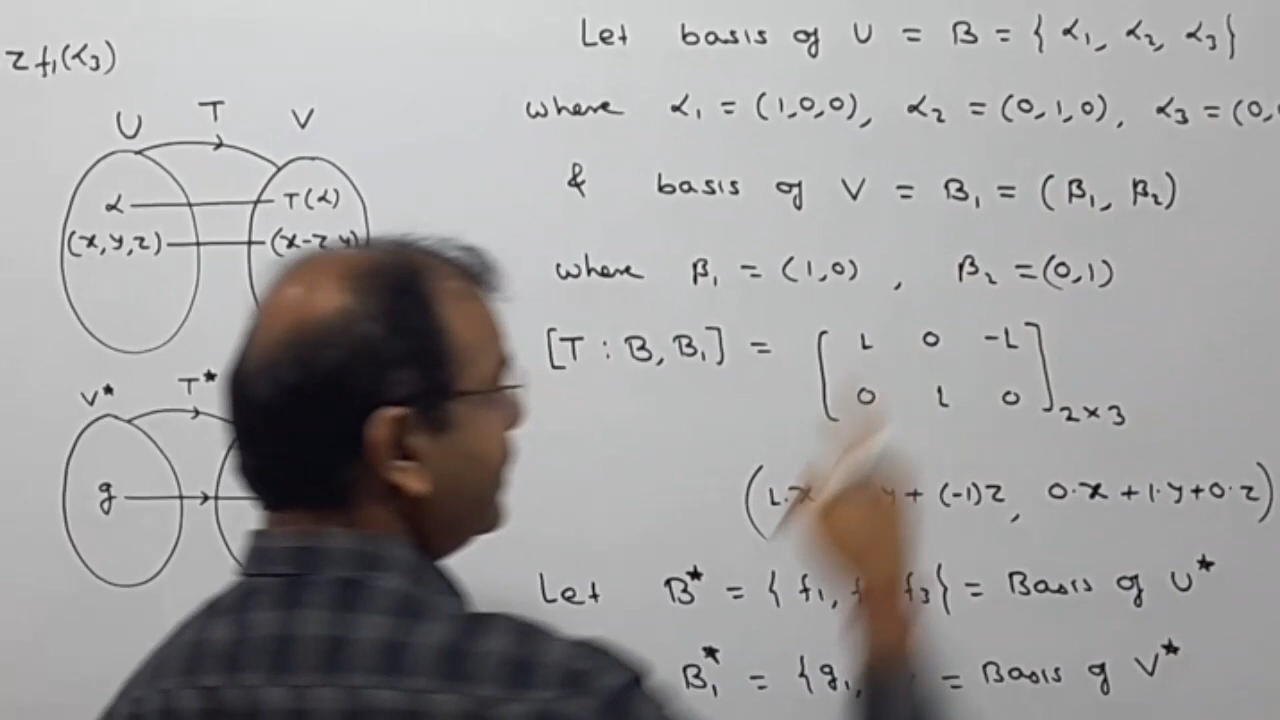 z f₁(α₃)
U T V
α T(α)
(x,y,z) (x-z,y)
V* T*
g
Let basis of U = B = { α₁, α₂, α₃}
where α₁ = (1,0,0), α₂ = (0,1,0), α₃ = (0,
& basis of V = B₁ = (β₁, β₂)
where β₁ = (1,0) , β₂ = (0,1)
[T : B, B₁] = [ 1 0 -1
0 1 0 ] 2×3
(1·x y + (-1)z, 0·x + 1·y + 0·z)
Let B* = { f₁, f f₃} = Basis of U*
B₁* = {g₁, = Basis of V*